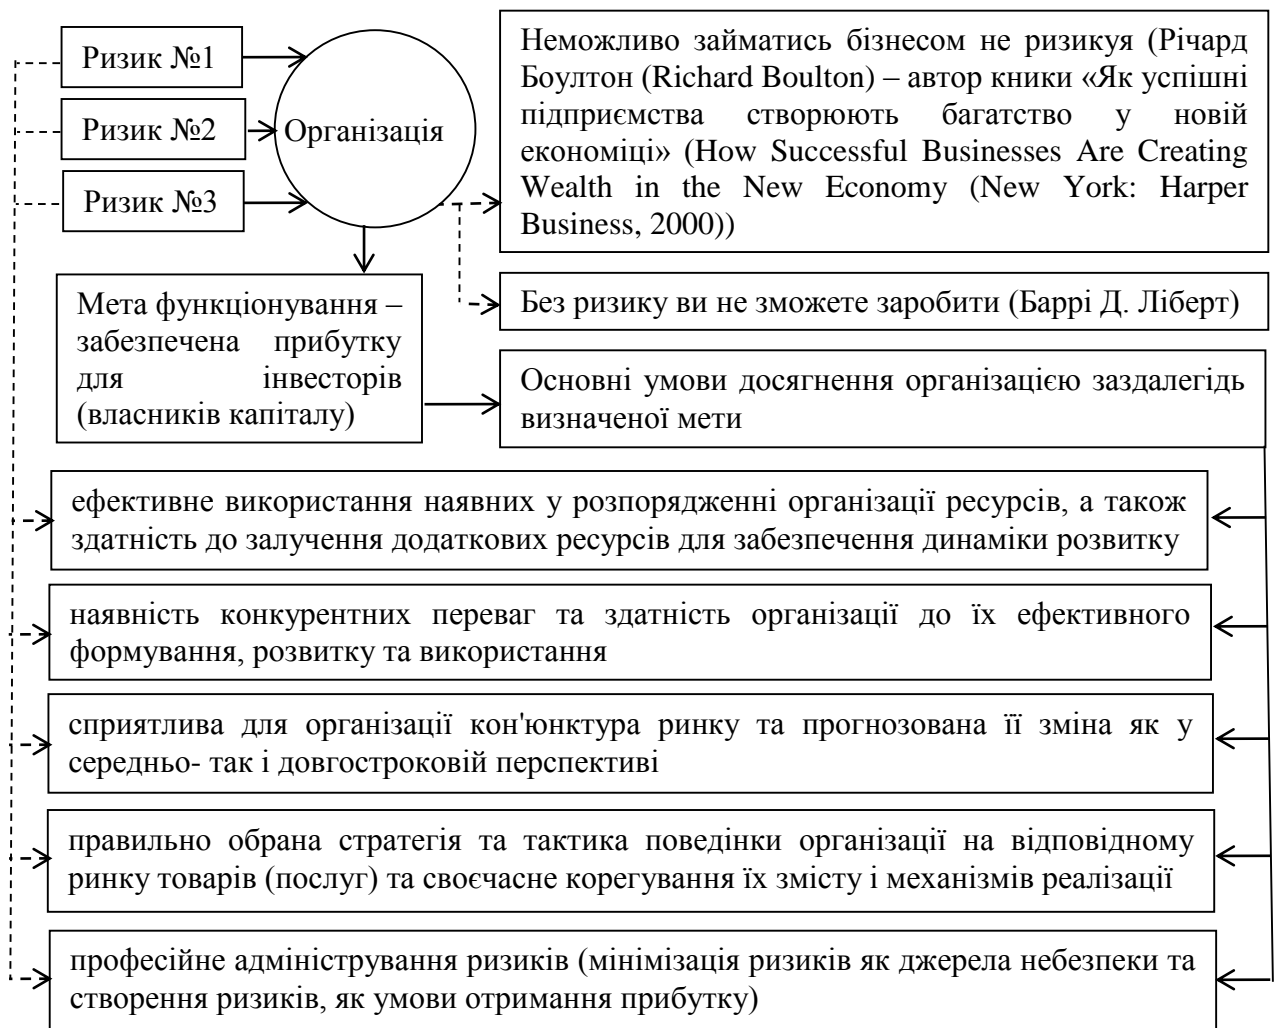 Ризик №1
Ризик №2
Ризик №3
Організація
Неможливо займатись бізнесом не ризикуя (Річард
Боултон (Richard Boulton) – автор кники «Як успішні
підприємства створюють багатство у новій
економіці» (How Successful Businesses Are Creating
Wealth in the New Economy (New York: Harper
Business, 2000))
Без ризику ви не зможете заробити (Баррі Д. Ліберт)
Мета функціонування –
забезпечена прибутку
для інвесторів
(власників капіталу)
Основні умови досягнення організацією заздалегідь
визначеної мети
ефективне використання наявних у розпорядженні організації ресурсів, а також
здатність до залучення додаткових ресурсів для забезпечення динаміки розвитку
наявність конкурентних переваг та здатність організації до їх ефективного
формування, розвитку та використання
сприятлива для організації кон'юнктура ринку та прогнозована її зміна як у
середньо- так і довгостроковій перспективі
правильно обрана стратегія та тактика поведінки організації на відповідному
ринку товарів (послуг) та своєчасне корегування їх змісту і механізмів реалізації
професійне адміністрування ризиків (мінімізація ризиків як джерела небезпеки та
створення ризиків, як умови отримання прибутку)